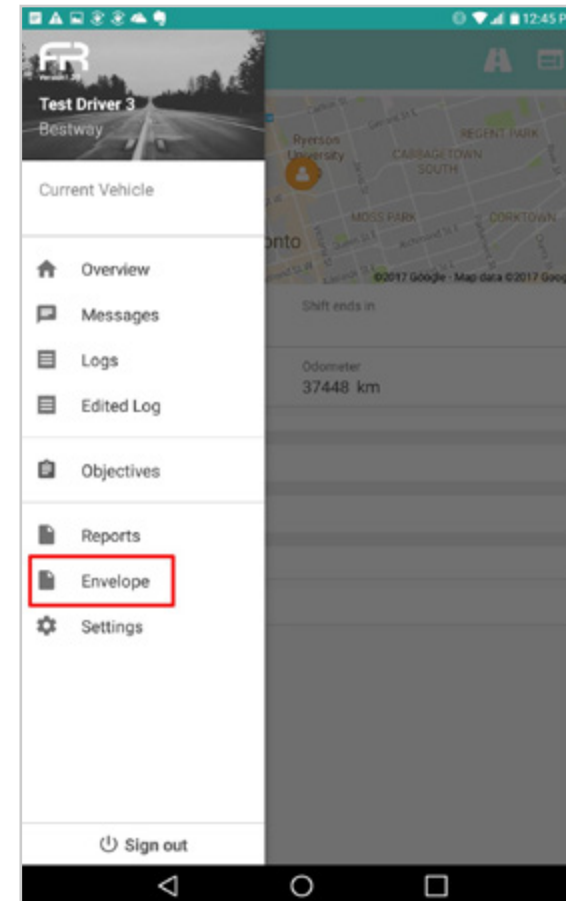 12:45 P
FR
Test Driver 3
Bestway
Current Vehicle
Overview
Messages
Logs
Edited Log
Objectives
Reports
Envelope
Settings
Sign out
Ryerson
University
REGENT PARK
CABBAGETOWN
SOUTH
MOSS PARK
CORKTOWN
onto
©2017 Google - Map data ©2017 Goog
Shift ends in
Odometer
37448 km